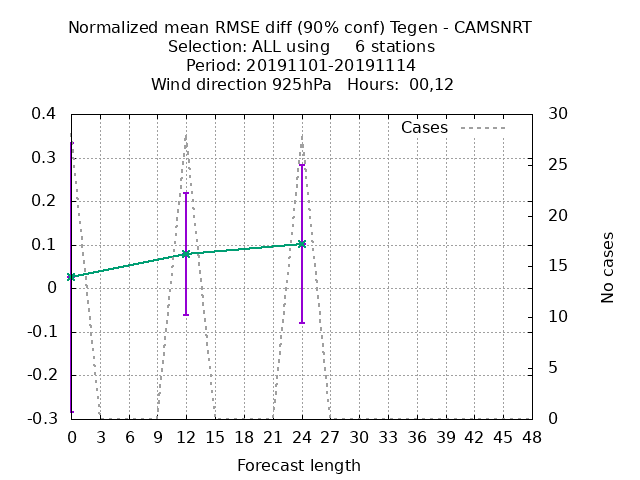 Normalized mean RMSE diff (90% conf) Tegen - CAMSNRT
Selection: ALL using     6 stations
Period: 20191101-20191114
Wind direction 925hPa   Hours:  00,12
0.4
0.3
0.2
0.1
0
-0.1
-0.2
-0.3
Cases
30
25
20
15
10
5
0
No cases
0 3 6 9 12 15 18 21 24 27 30 33 36 39 42 45 48
Forecast length